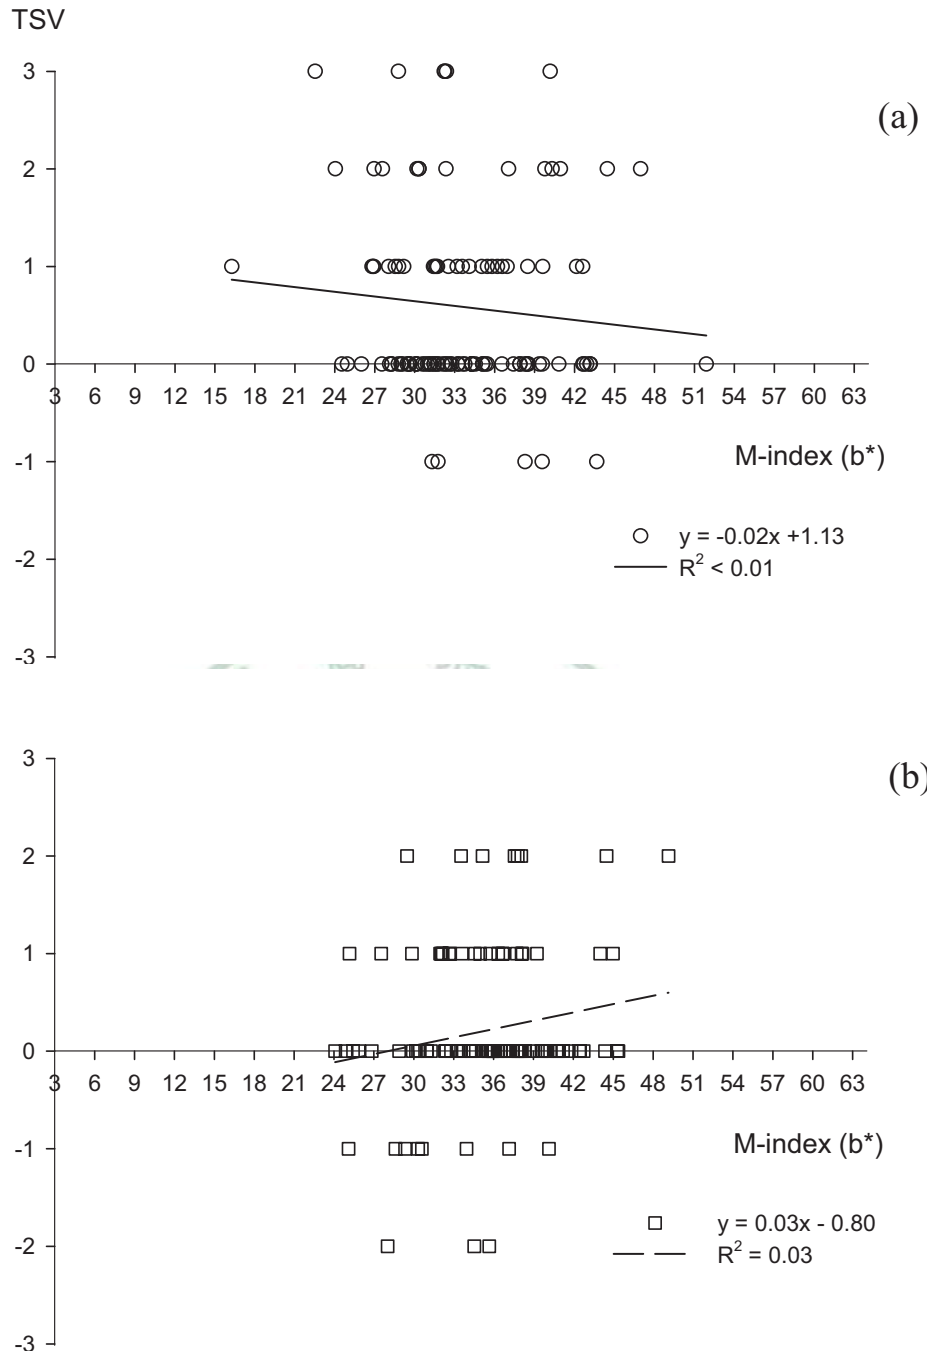 TSV
3
(a)
2
1
0
3 6 9 12 15 18 21 24 27 30 33 36 39 42 45 48 51 54 57 60 63
-1
M-index (b*)
y = -0.02x +1.13
-2
R² < 0.01
-3
3
(b)
2
1
0
3 6 9 12 15 18 21 24 27 30 33 36 39 42 45 48 51 54 57 60 63
-1
M-index (b*)
y = 0.03x - 0.80
-2
R² = 0.03
-3